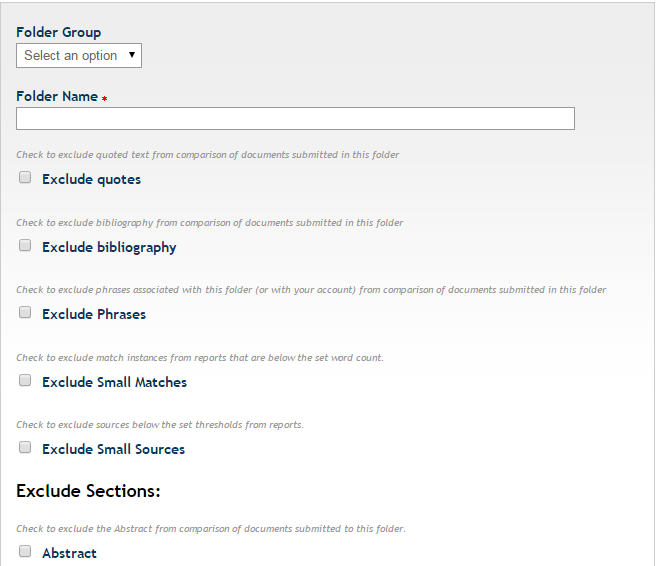 Folder Group
Select an option
Folder Name *
Check to exclude quoted text from comparison of documents submitted in this folder
Exclude quotes
Check to exclude bibliography from comparison of documents submitted in this folder
Exclude bibliography
Check to exclude phrases associated with this folder (or with your account) from comparison of documents submitted in this folder
Exclude Phrases
Check to exclude match instances from reports that are below the set word count.
Exclude Small Matches
Check to exclude sources below the set thresholds from reports.
Exclude Small Sources
Exclude Sections:
Check to exclude the Abstract from comparison of documents submitted to this folder.
Abstract